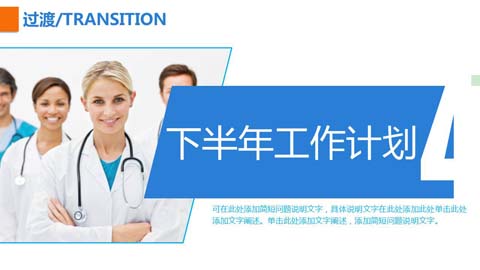 过渡/TRANSITION
下半年工作计划
4
可在此处添加简短问题说明文字，具体说明文字在此处添加此处单击此处
添加文字阐述。单击此处添加文字阐述，添加简短问题说明文字。